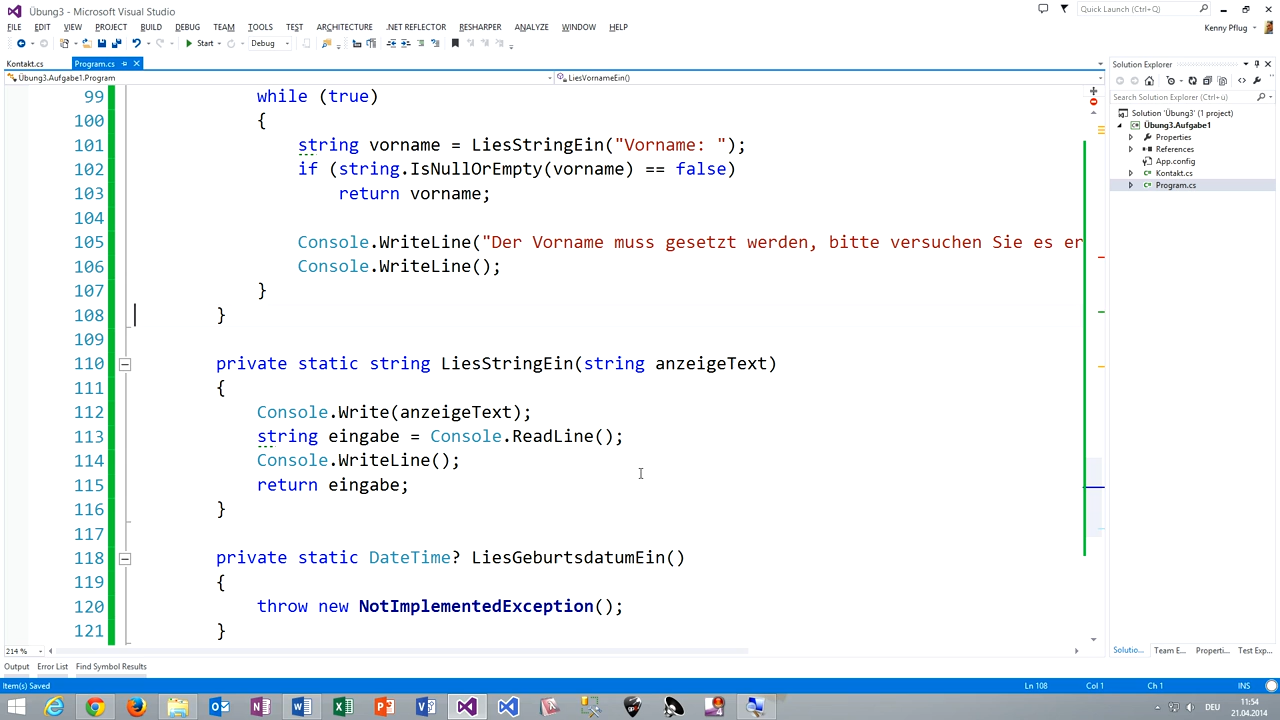 Übung3 - Microsoft Visual Studio
Quick Launch (Ctrl+Q)
FILE EDIT VIEW PROJECT BUILD DEBUG TEAM TOOLS TEST ARCHITECTURE .NET REFLECTOR RESHARPER ANALYZE WINDOW HELP
Kenny Pflug
Start Debug
Kontakt.cs Program.cs
Übung3.Aufgabe1.Program LiesVornameEin()
99 while (true)
100 {
101 string vorname = LiesStringEin("Vorname: ");
102 if (string.IsNullOrEmpty(vorname) == false)
103 return vorname;
104
105 Console.WriteLine("Der Vorname muss gesetzt werden, bitte versuchen Sie es er
106 Console.WriteLine();
107 }
108 }
109
110 private static string LiesStringEin(string anzeigeText)
111 {
112 Console.Write(anzeigeText);
113 string eingabe = Console.ReadLine();
114 Console.WriteLine();
115 return eingabe;
116 }
117
118 private static DateTime? LiesGeburtsdatumEin()
119 {
120 throw new NotImplementedException();
121 }
214 %
Solution Explorer
Search Solution Explorer (Ctrl+ü)
Solution 'Übung3' (1 project)
Übung3.Aufgabe1
Properties
References
App.config
Kontakt.cs
Program.cs
Solutio... Team E... Properti... Test Exp...
Output Error List Find Symbol Results
Item(s) Saved Ln 108 Col 1 Ch 1 INS
DEU
11:54
21.04.2014